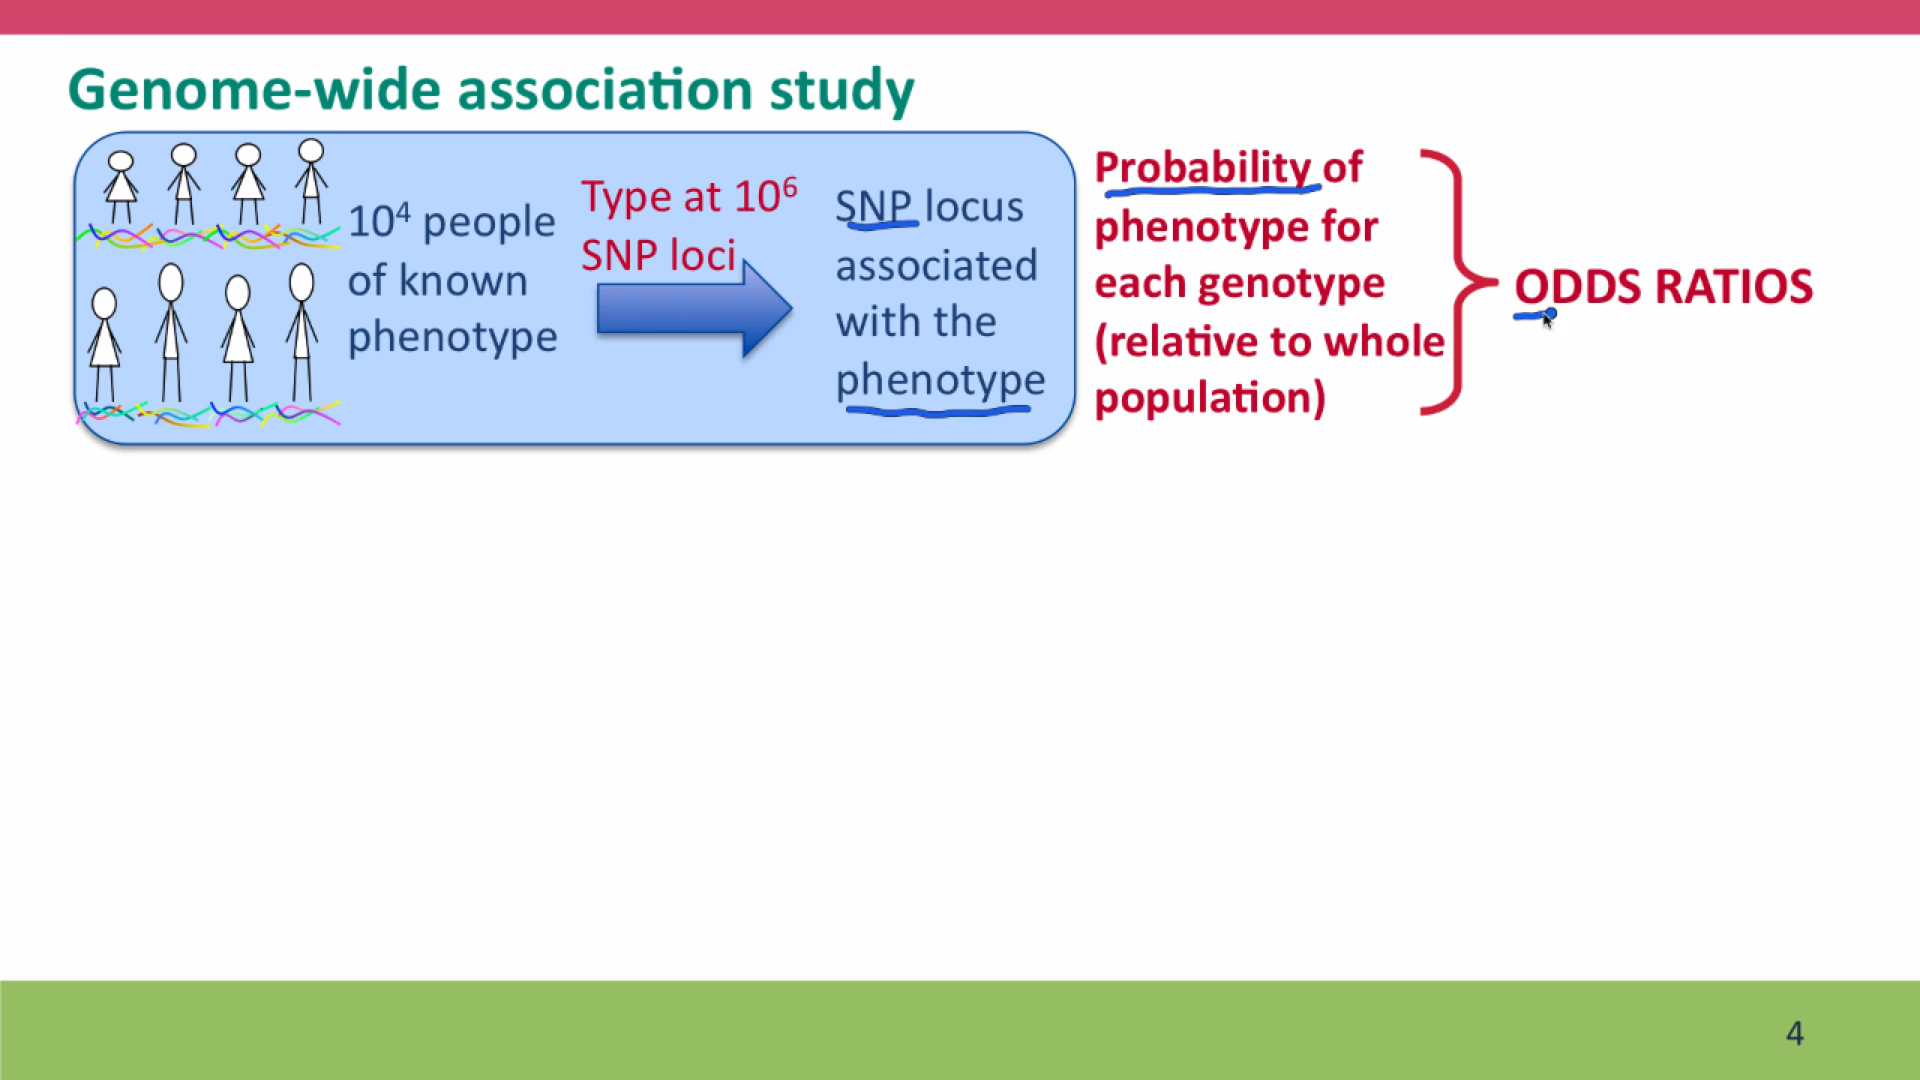 Genome-wide association study
10⁴ people
of known
phenotype
Type at 10⁶
SNP loci
SNP locus
associated
with the
phenotype
Probability of
phenotype for
each genotype
(relative to whole
population)
ODDS RATIOS
4